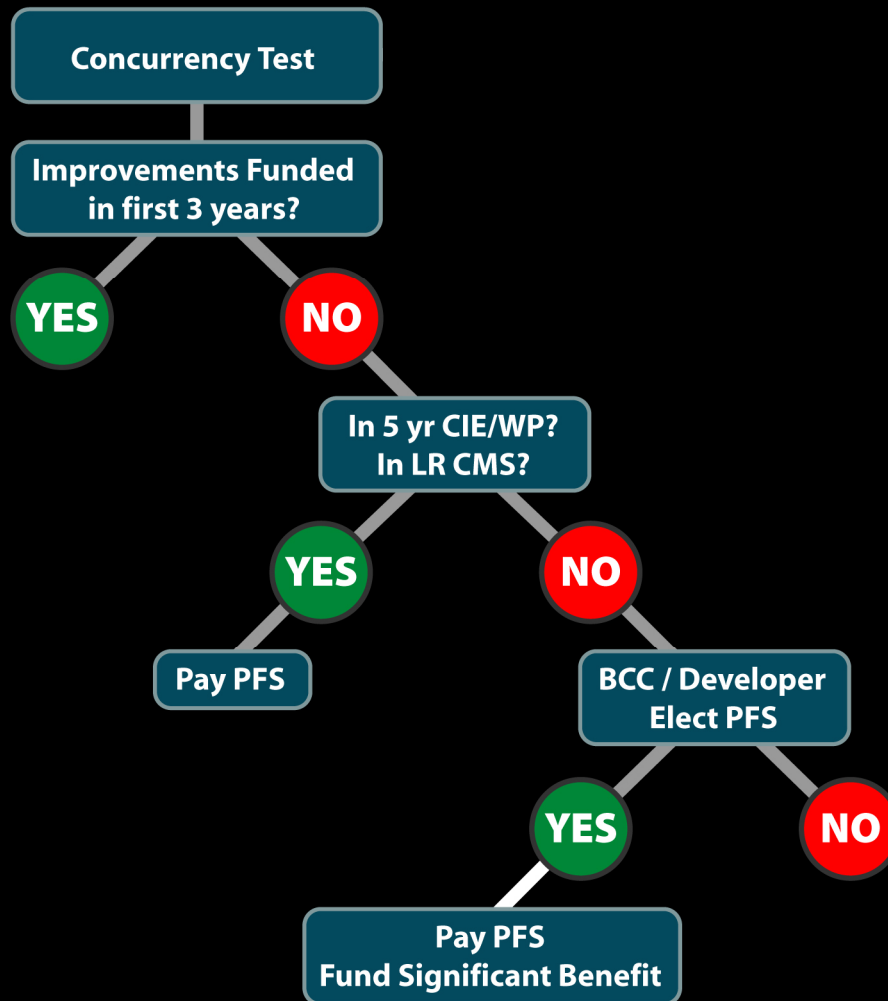 Concurrency Test
Improvements Funded
in first 3 years?
YES
NO
In 5 yr CIE/WP?
In LR CMS?
YES
NO
Pay PFS
BCC / Developer
Elect PFS
YES
NO
Pay PFS
Fund Significant Benefit